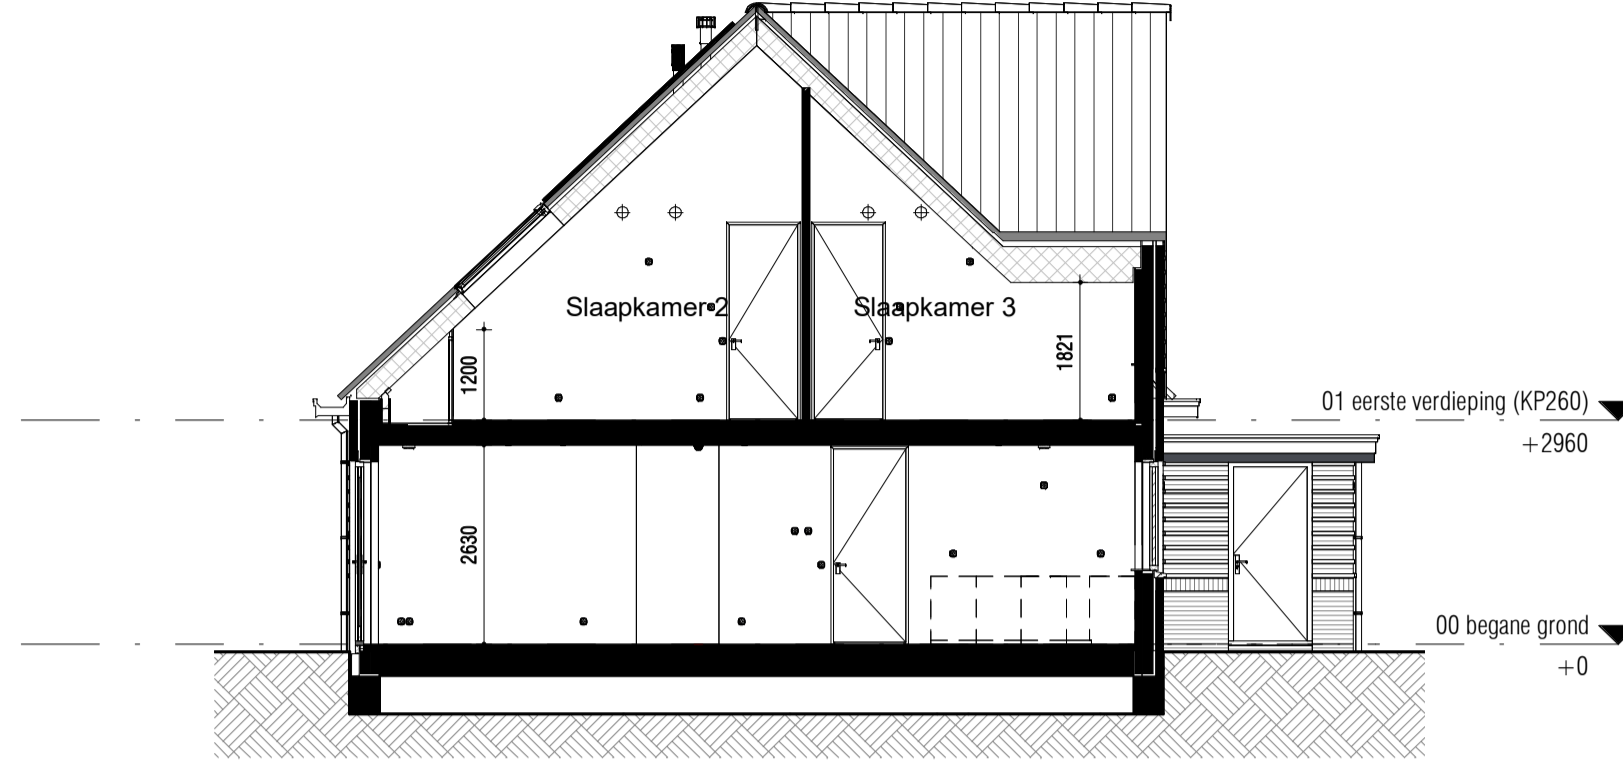 Slaapkamer 2
Slaapkamer 3
1200
1821
01 eerste verdieping (KP260)
+2960
2630
00 begane grond
+0